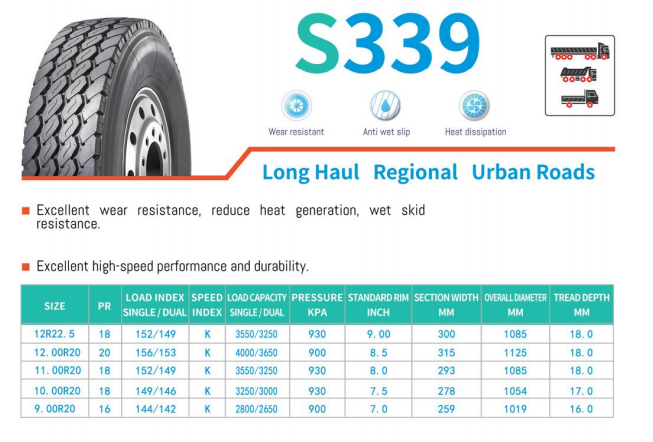 S339
Wear resistant Anti wet slip Heat dissipation
Long Haul Regional Urban Roads
Excellent wear resistance, reduce heat generation, wet skid
resistance.
Excellent high-speed performance and durability.
SIZE PR LOAD INDEX SINGLE / DUAL SPEED INDEX LOAD CAPACITY SINGLE / DUAL PRESSURE KPA STANDARD RIM INCH SECTION WIDTH MM OVERALL DIAMETER MM TREAD DEPTH MM
12R22.5 18 152/149 K 3550/3250 930 9.00 300 1085 18.0
12.00R20 20 156/153 K 4000/3650 900 8.5 315 1125 18.0
11.00R20 18 152/149 K 3550/3250 930 8.0 293 1085 18.0
10.00R20 18 149/146 K 3250/3000 930 7.5 278 1054 17.0
9.00R20 16 144/142 K 2800/2650 900 7.0 259 1019 16.0